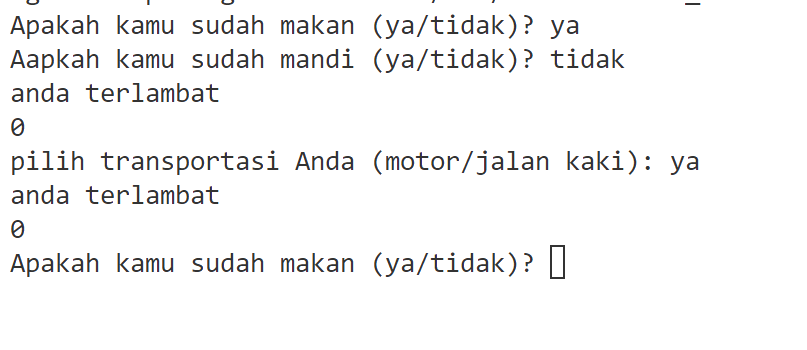 Apakah kamu sudah makan (ya/tidak)? ya
Aapkah kamu sudah mandi (ya/tidak)? tidak
anda terlambat
0
pilih transportasi Anda (motor/jalan kaki): ya
anda terlambat
0
Apakah kamu sudah makan (ya/tidak)?